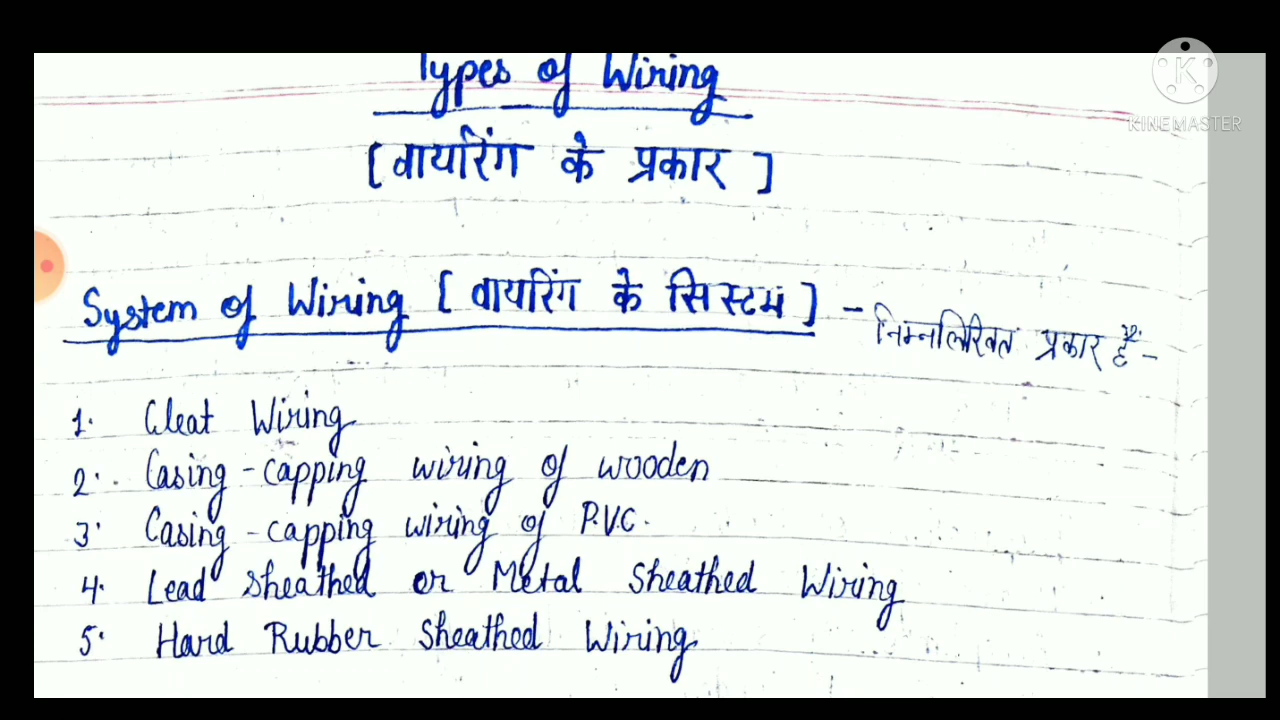 Types of Wiring
[वायरिंग के प्रकार]
System of Wiring [वायरिंग के सिस्टम] - निम्नलिखित प्रकार हैं -
1. Cleat Wiring
2. Casing-capping wiring of wooden
3. Casing-capping wiring of P.V.C.
4. Lead sheathed or Metal Sheathed Wiring
5. Hard Rubber Sheathed Wiring
KINEMASTER